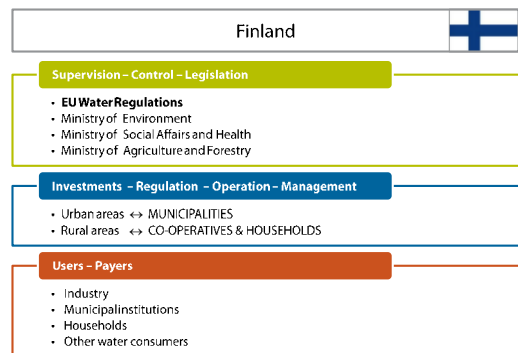 Finland
Supervision – Control – Legislation
• EU Water Regulations
• Ministry of Environment
• Ministry of Social Affairs and Health
• Ministry of Agriculture and Forestry
Investments – Regulation – Operation – Management
• Urban areas ↔ MUNICIPALITIES
• Rural areas ↔ CO-OPERATIVES & HOUSEHOLDS
Users – Payers
• Industry
• Municipal institutions
• Households
• Other water consumers